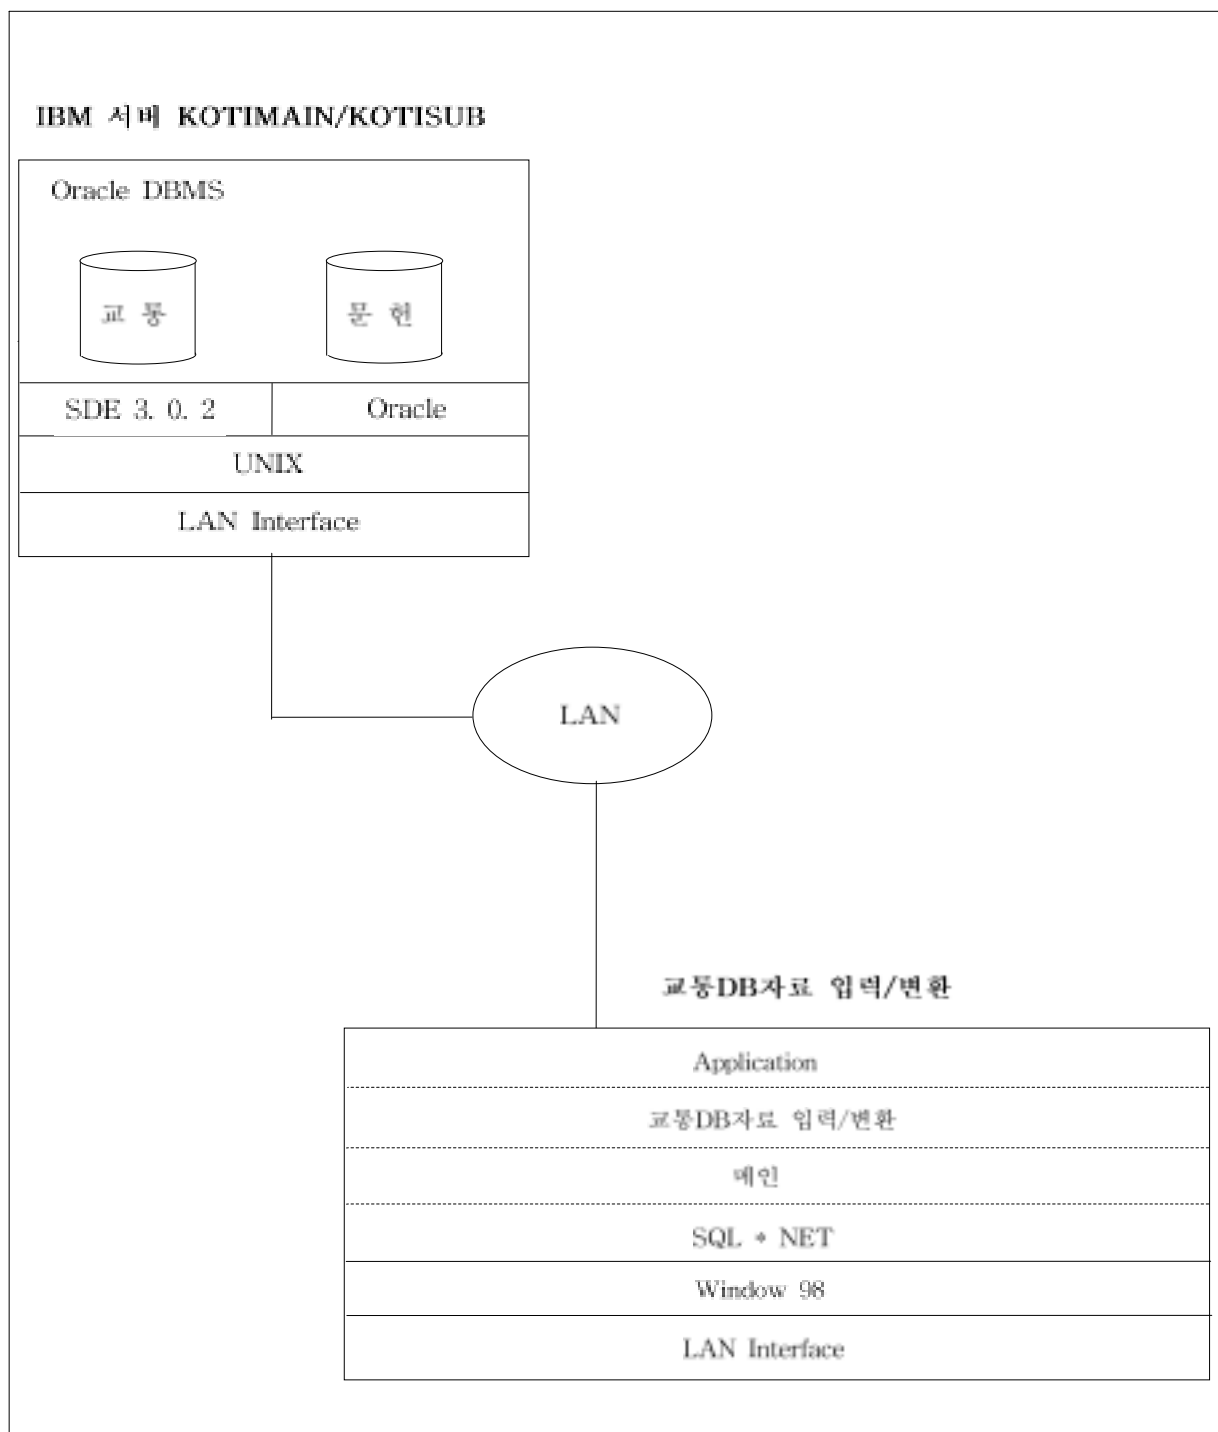 IBM 서버 KOTIMAIN/KOTISUB
Oracle DBMS
교 통
문 헌
SDE 3. 0. 2
Oracle
UNIX
LAN Interface
LAN
교통DB자료 입력/변환
Application
교통DB자료 입력/변환
메인
SQL * NET
Window 98
LAN Interface